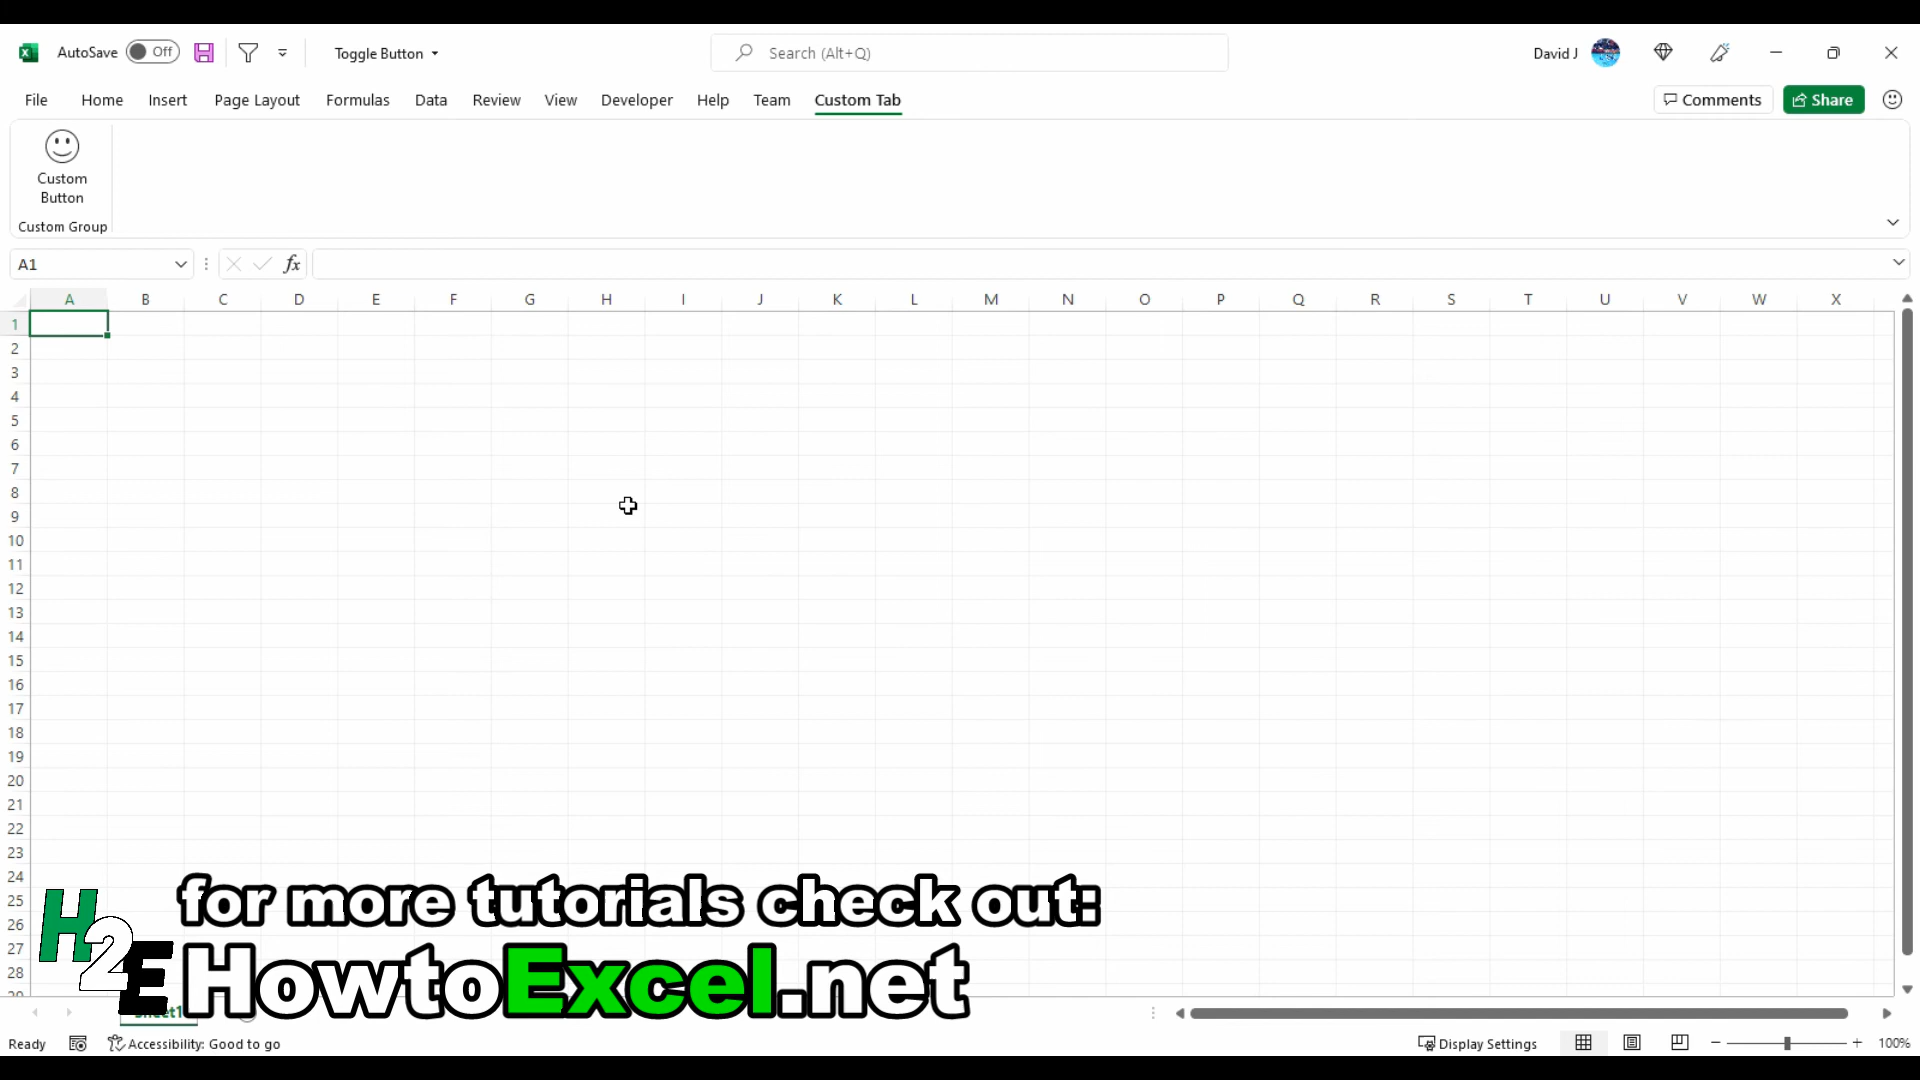 AutoSave Off Toggle Button Search (Alt+Q) David J
File Home Insert Page Layout Formulas Data Review View Developer Help Team Custom Tab Comments Share
Custom
Button
Custom Group
A1 fx
A B C D E F G H I J K L M N O P Q R S T U V W X
1
2
3
4
5
6
7
8
9
10
11
12
13
14
15
16
17
18
19
20
21
22
23
24
25
26
27
28
29
H2E
for more tutorials check out:
HowtoExcel.net
Sheet1
Ready Accessibility: Good to go Display Settings 100%